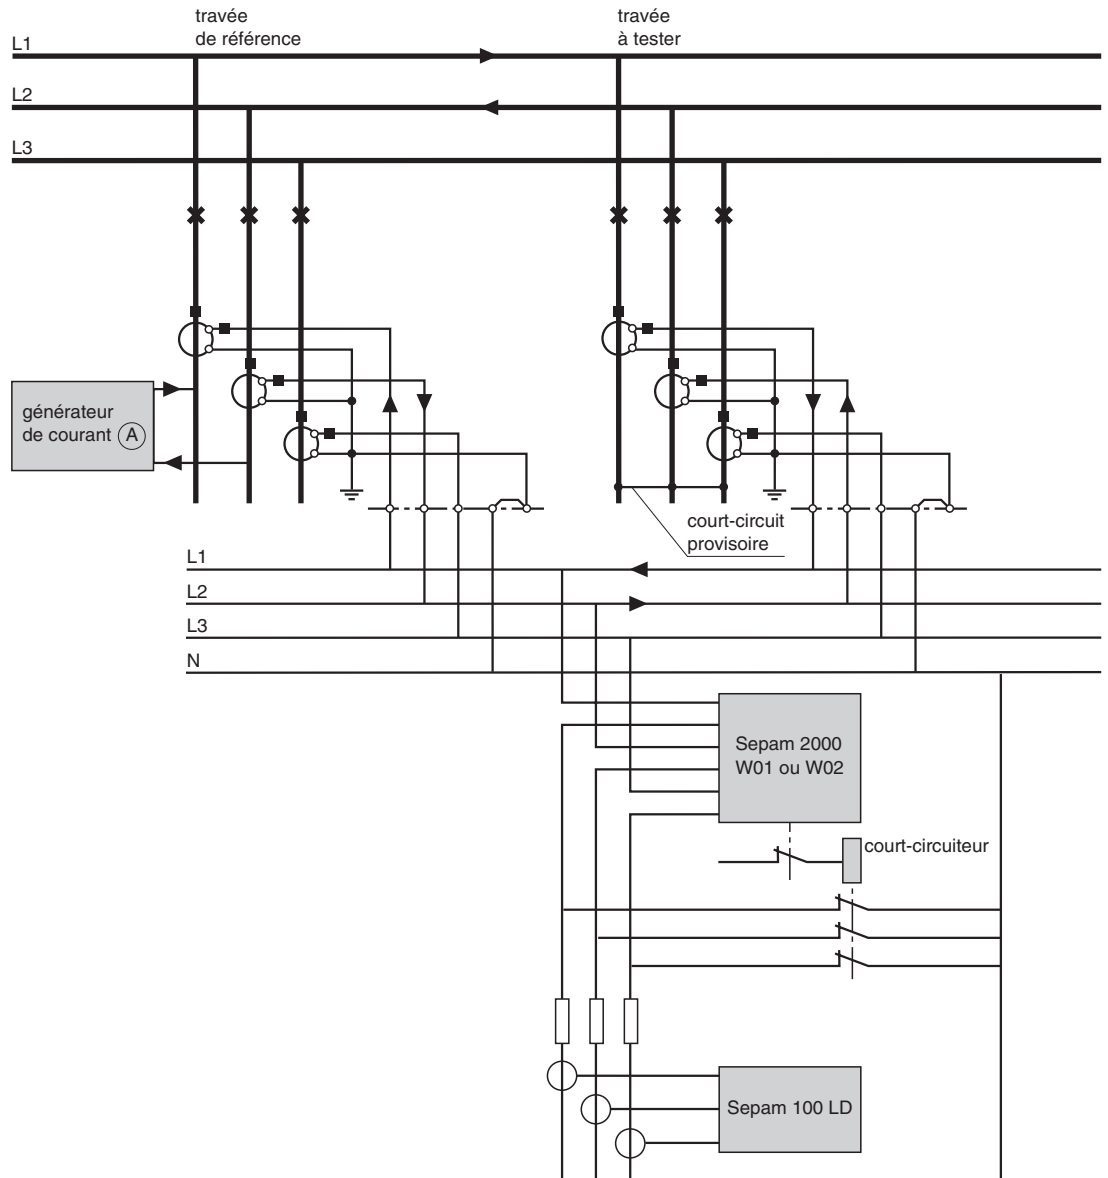 travée
de référence
travée
à tester
L1
L2
L3
générateur
de courant A
court-circuit
provisoire
L1
L2
L3
N
Sepam 2000
W01 ou W02
court-circuiteur
Sepam 100 LD